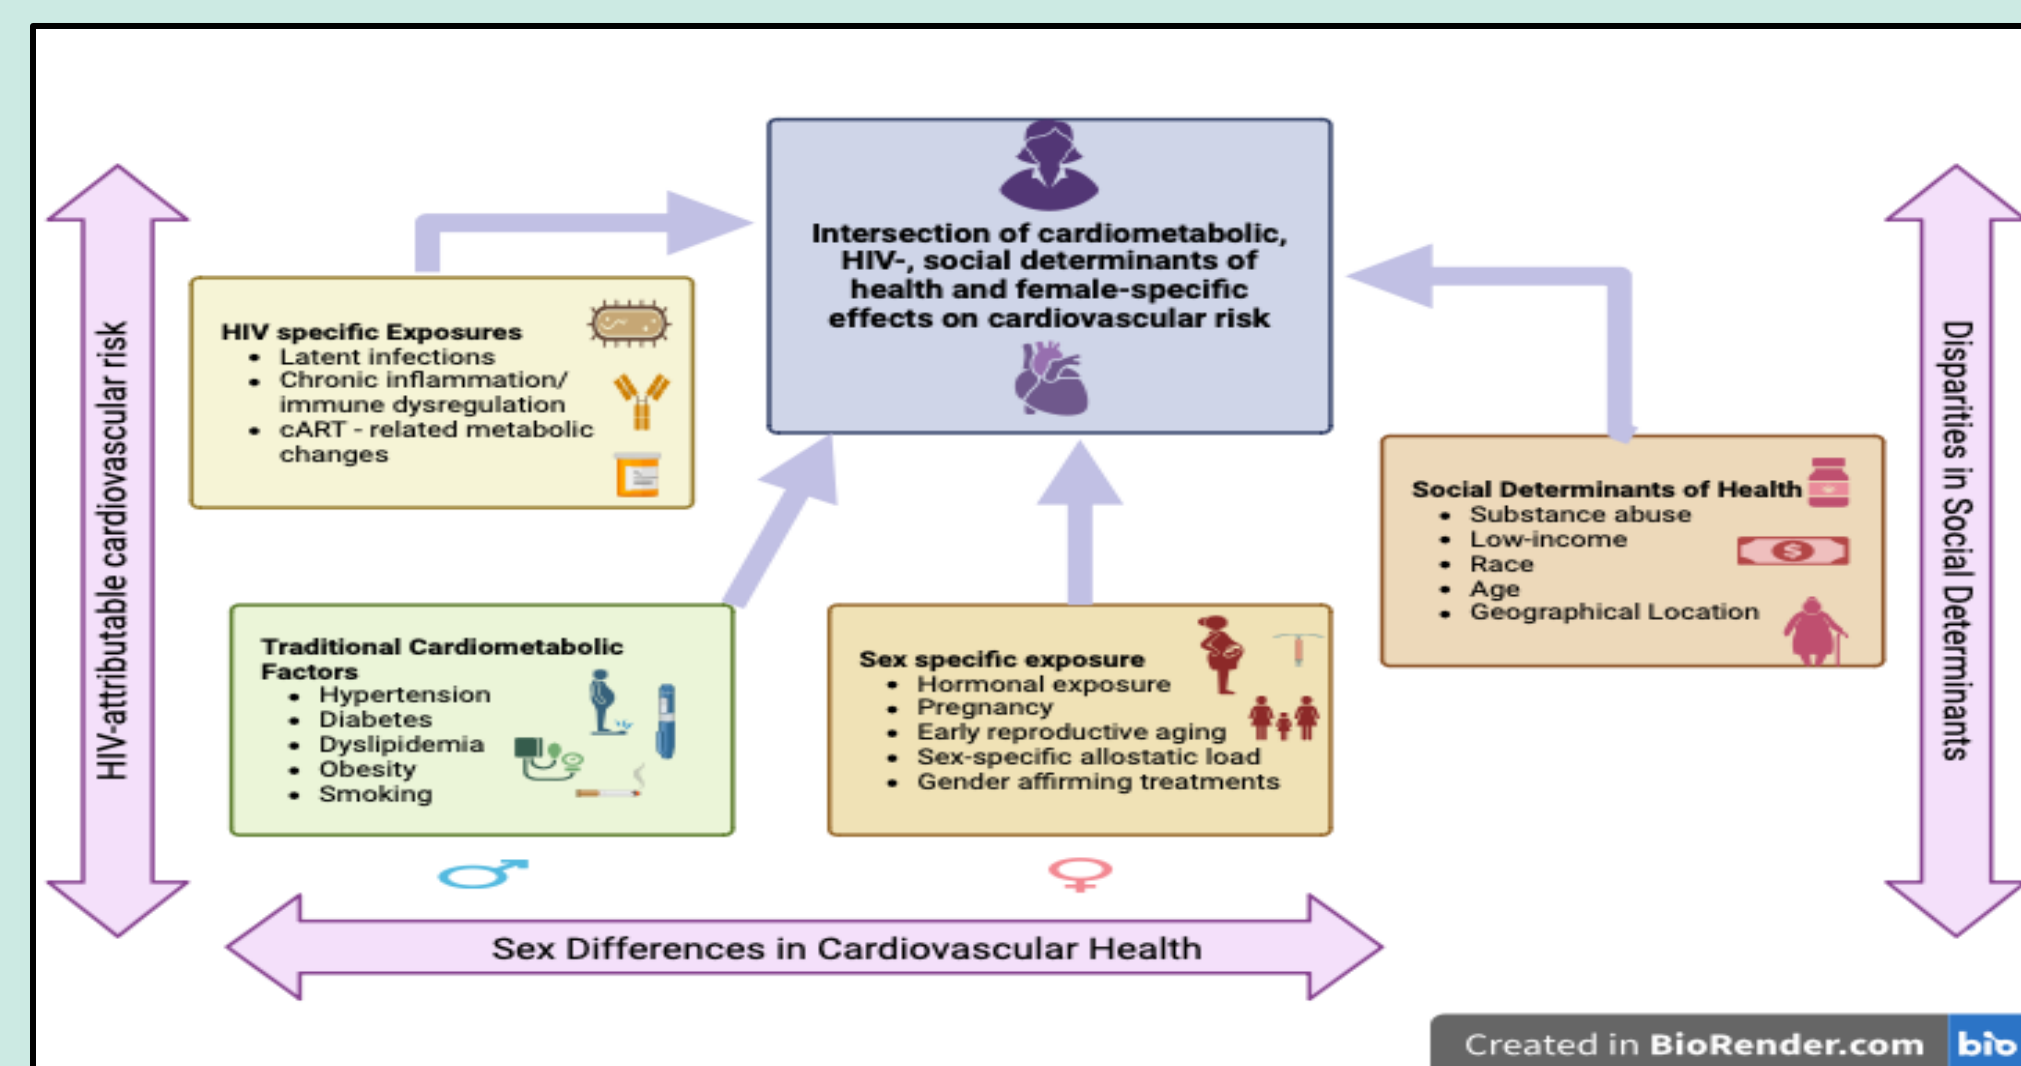 Intersection of cardiometabolic,
HIV-, social determinants of
health and female-specific
effects on cardiovascular risk
HIV-attributable cardiovascular risk
HIV specific Exposures
• Latent infections
• Chronic inflammation/
immune dysregulation
• cART - related metabolic
changes
Social Determinants of Health
• Substance abuse
• Low-income
• Race
• Age
• Geographical Location
Disparities in Social Determinants
Traditional Cardiometabolic
Factors
• Hypertension
• Diabetes
• Dyslipidemia
• Obesity
• Smoking
Sex specific exposure
• Hormonal exposure
• Pregnancy
• Early reproductive aging
• Sex-specific allostatic load
• Gender affirming treatments
Sex Differences in Cardiovascular Health
Created in BioRender.com bio